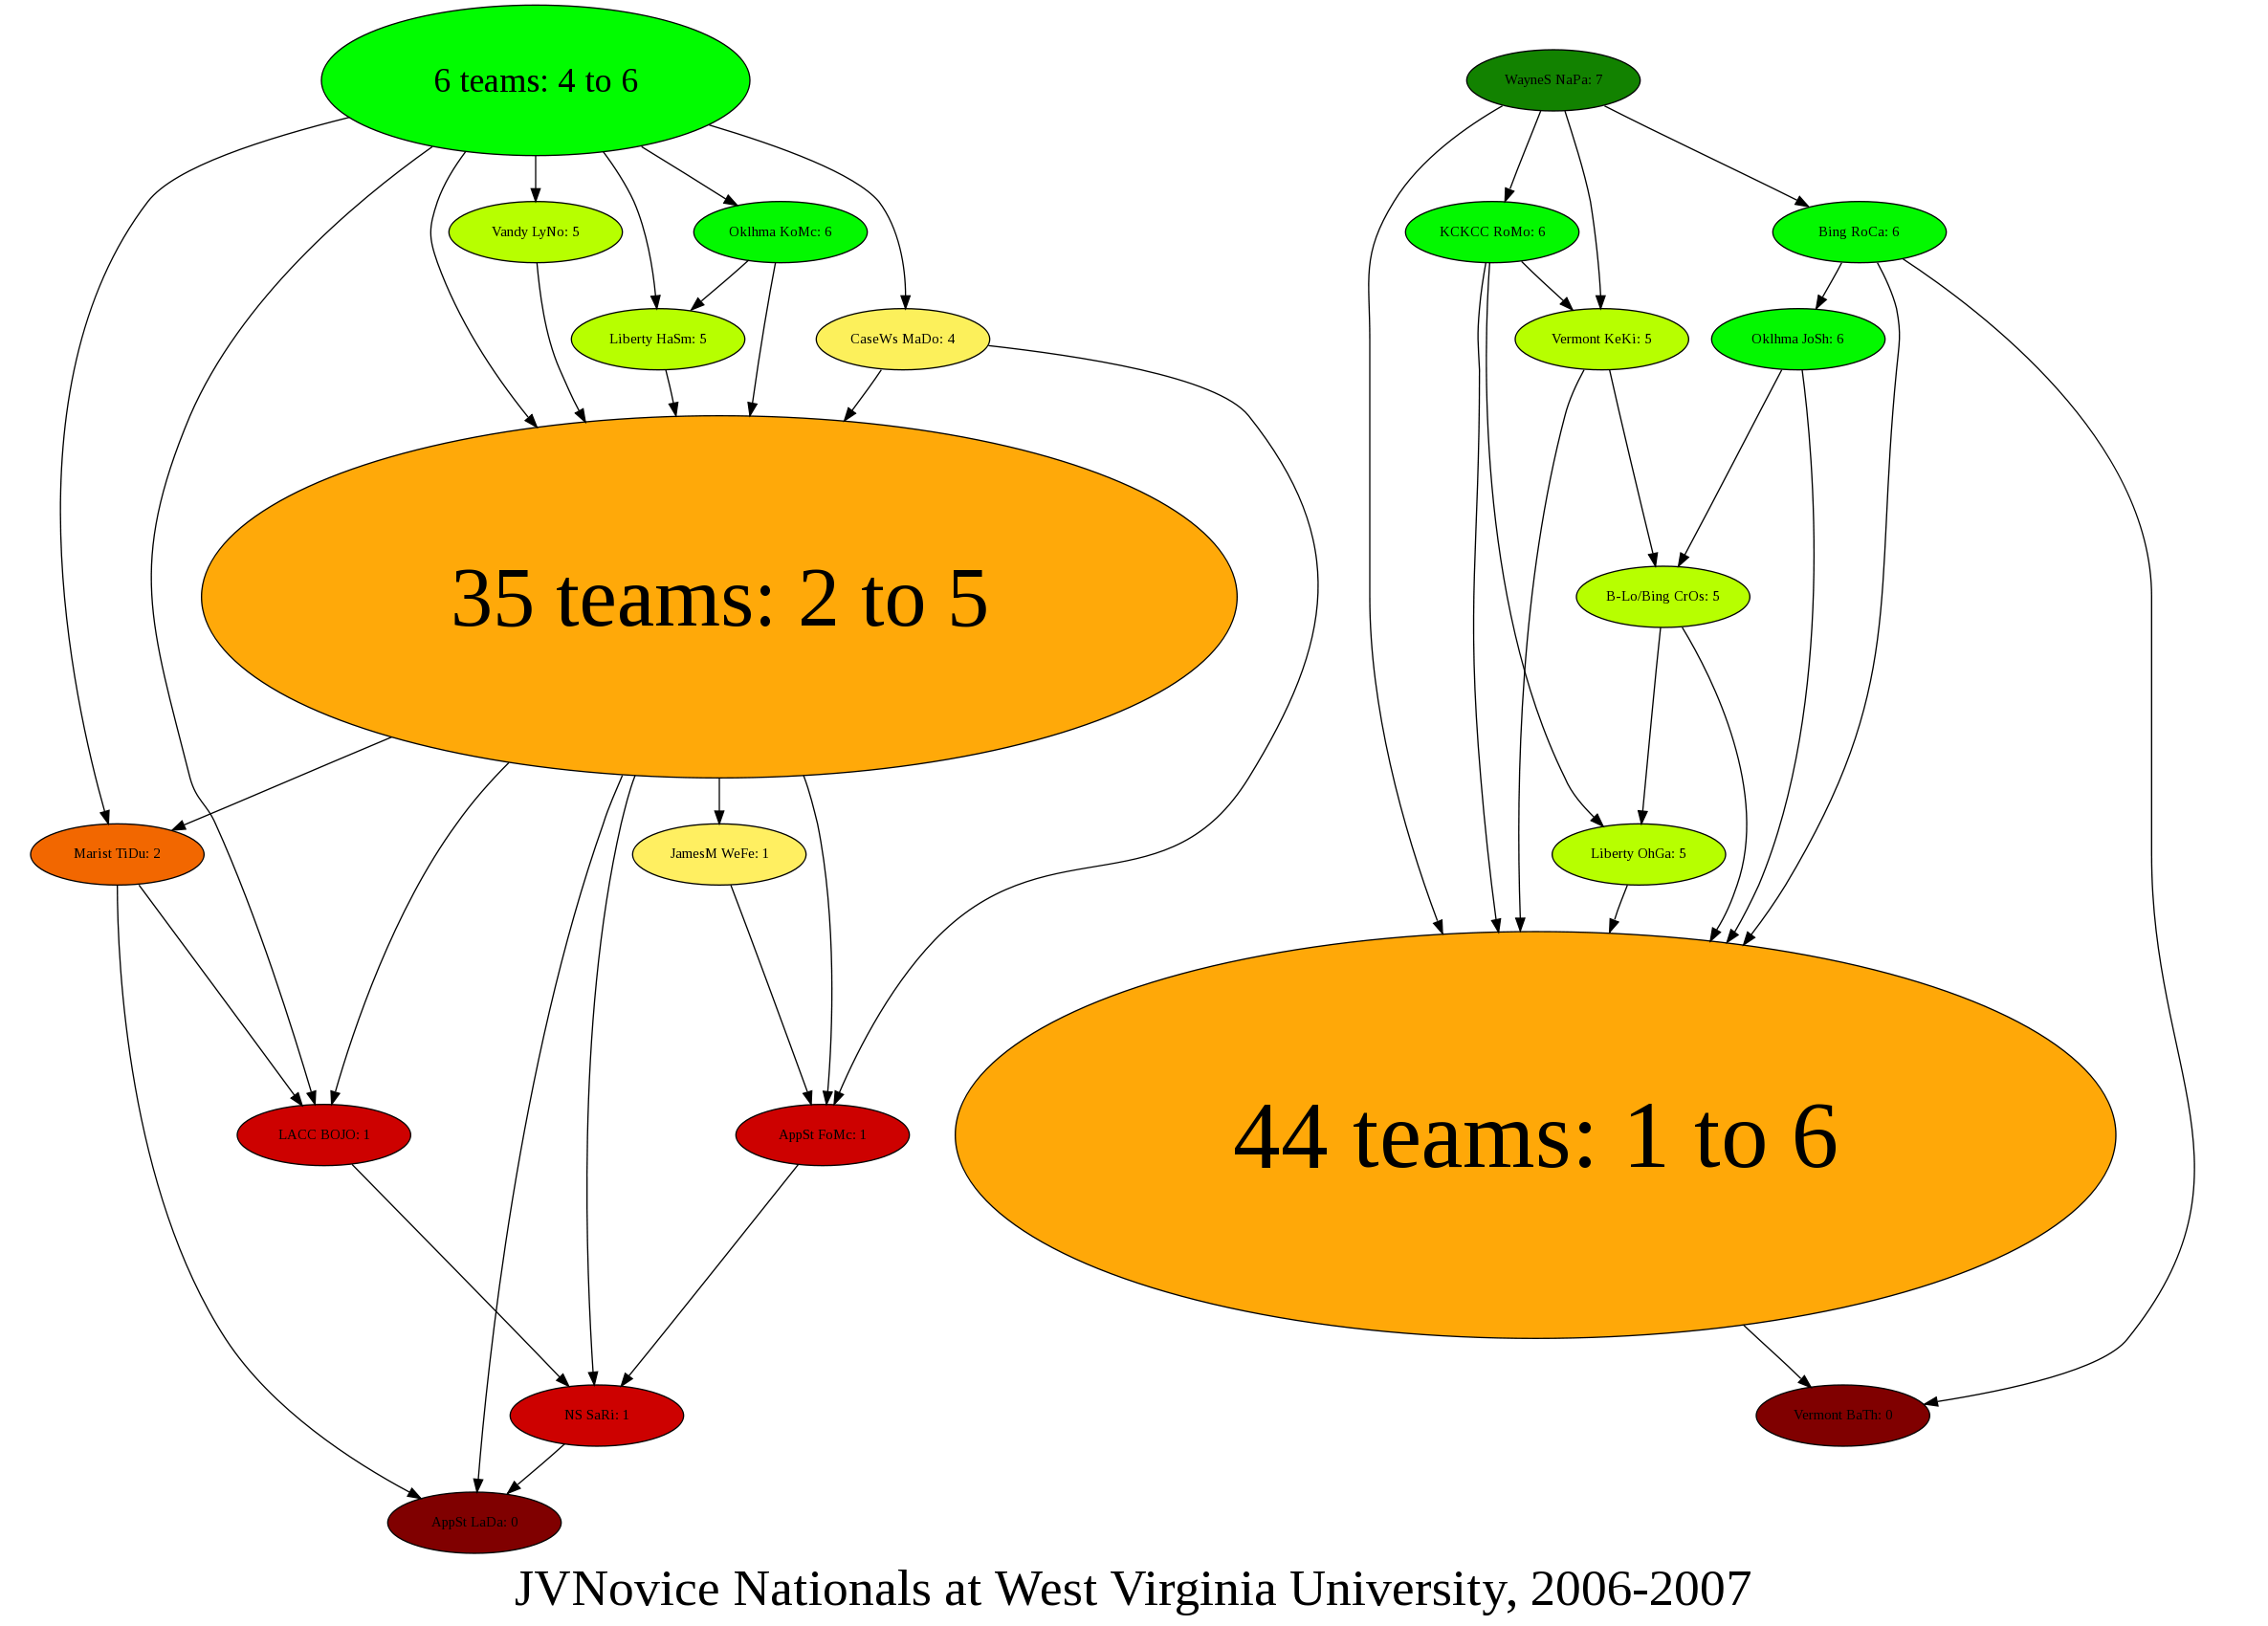 6 teams: 4 to 6
WayneS NaPa: 7
Vandy LyNo: 5
Oklhma KoMc: 6
KCKCC RoMo: 6
Bing RoCa: 6
Liberty HaSm: 5
CaseWs MaDo: 4
Vermont KeKi: 5
Oklhma JoSh: 6
35 teams: 2 to 5
B-Lo/Bing CrOs: 5
Marist TiDu: 2
JamesM WeFe: 1
Liberty OhGa: 5
LACC BOJO: 1
AppSt FoMc: 1
44 teams: 1 to 6
NS SaRi: 1
Vermont BaTh: 0
AppSt LaDa: 0
JVNovice Nationals at West Virginia University, 2006-2007